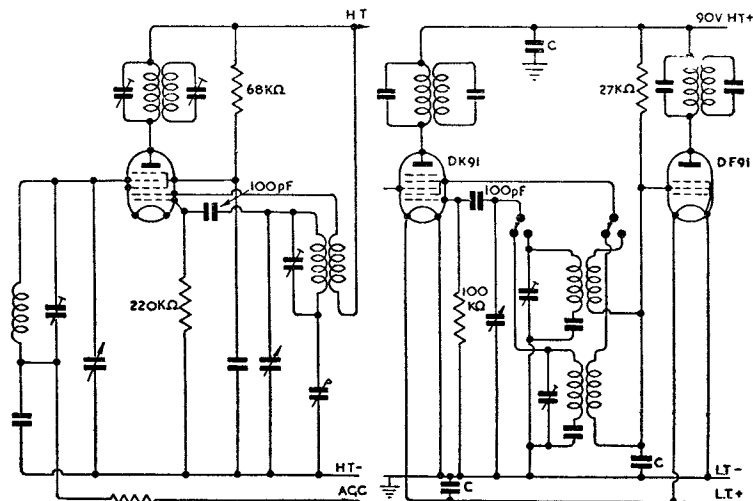 HT
68KΩ
100pF
220KΩ
HT-
AGC
90V HT+
C
27KΩ
DK91
DF91
100pF
100
KΩ
C
LT-
C
LT+